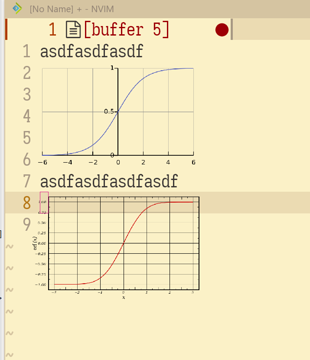 [No Name] + - NVIM
1 [buffer 5]
1 asdfasdfasdf
2
1
3
4
0.5
5
6
−6 −4 −2 0 2 4 6
7 asdfasdfasdfasdf
8
9
x